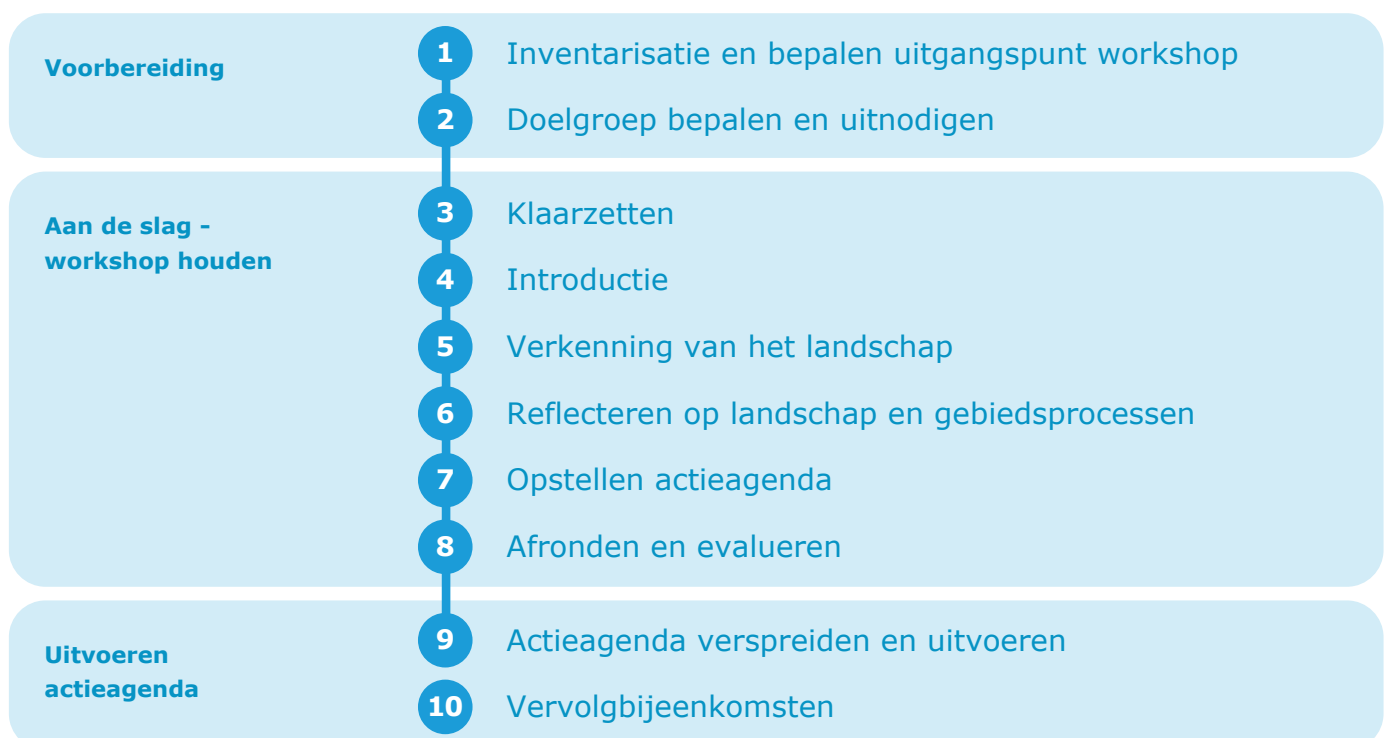 Voorbereiding
1 Inventarisatie en bepalen uitgangspunt workshop
2 Doelgroep bepalen en uitnodigen
Aan de slag -
workshop houden
3 Klaarzetten
4 Introductie
5 Verkenning van het landschap
6 Reflecteren op landschap en gebiedsprocessen
7 Opstellen actieagenda
8 Afronden en evalueren
Uitvoeren
actieagenda
9 Actieagenda verspreiden en uitvoeren
10 Vervolgbijeenkomsten